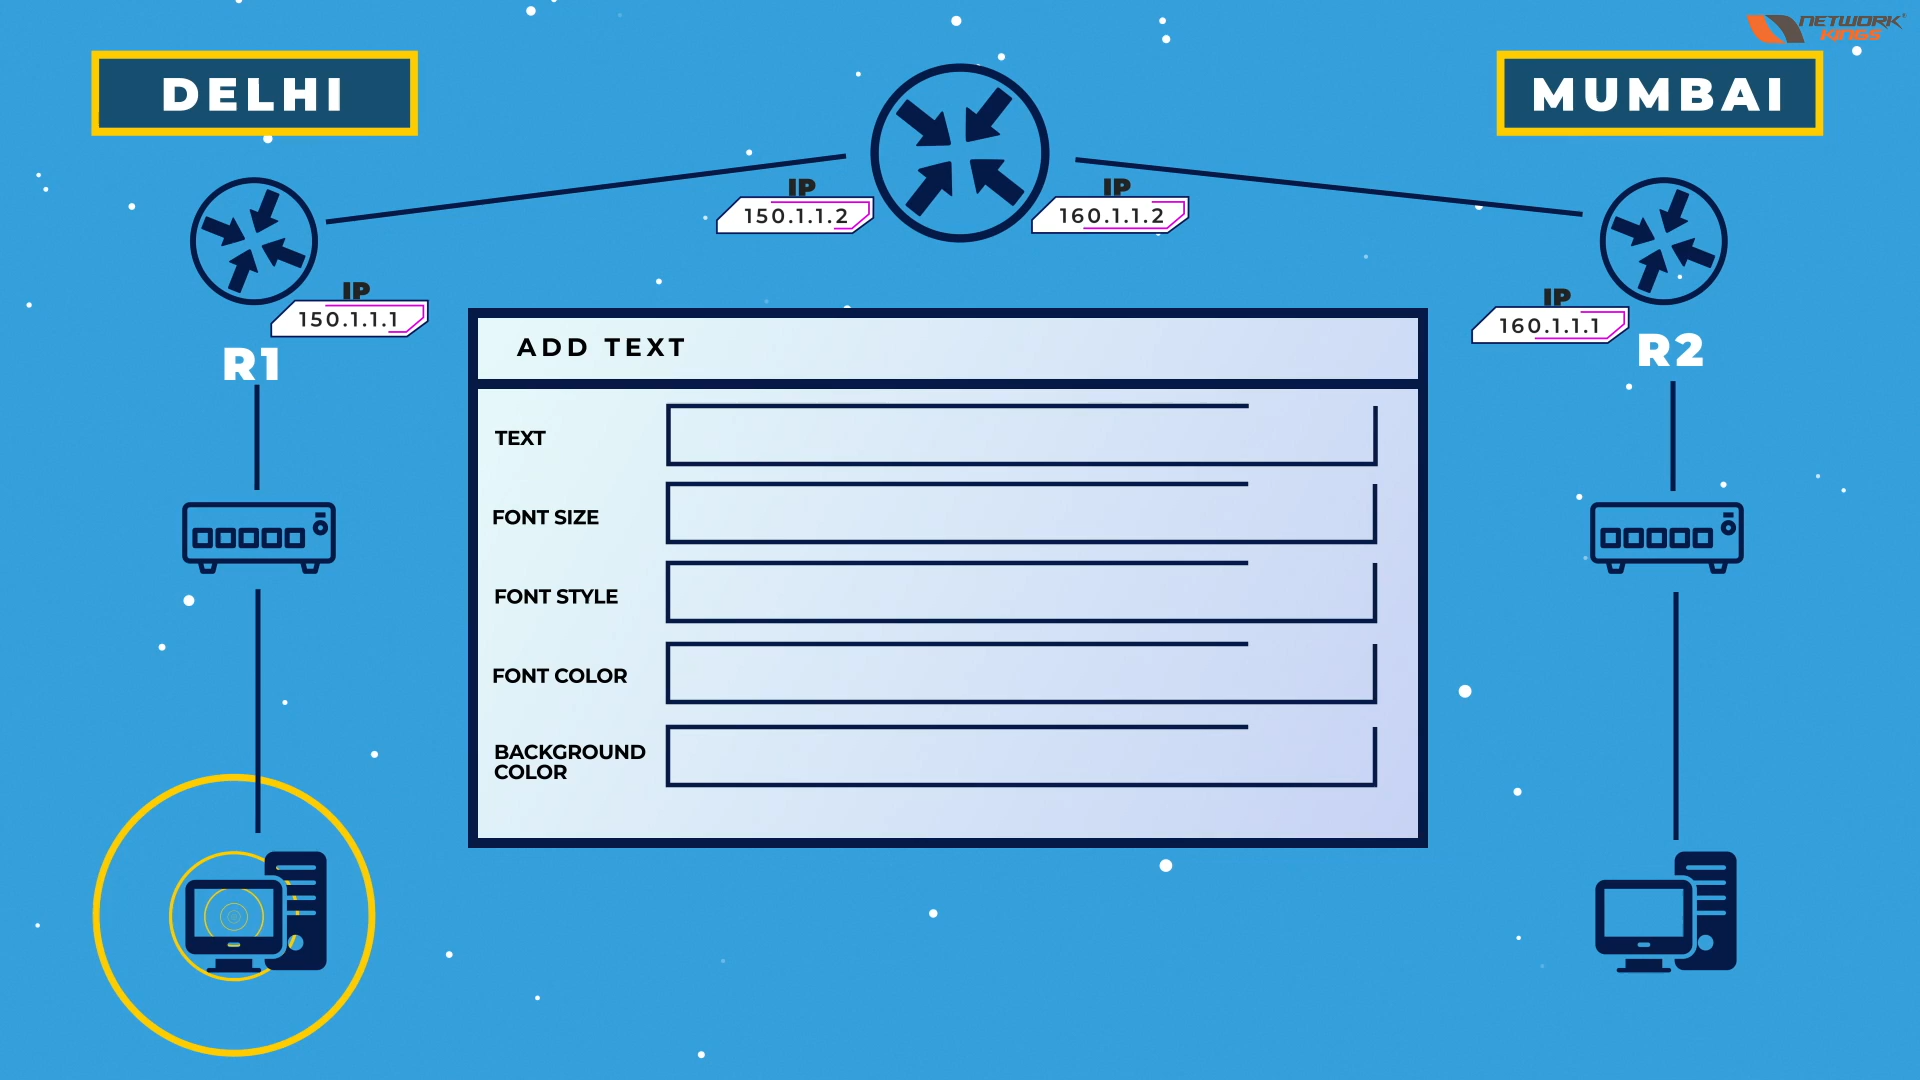 NETWORK
KINGS
DELHI
MUMBAI
IP
150.1.1.2
IP
160.1.1.2
IP
150.1.1.1
IP
160.1.1.1
R1
R2
ADD TEXT
TEXT
FONT SIZE
FONT STYLE
FONT COLOR
BACKGROUND
COLOR